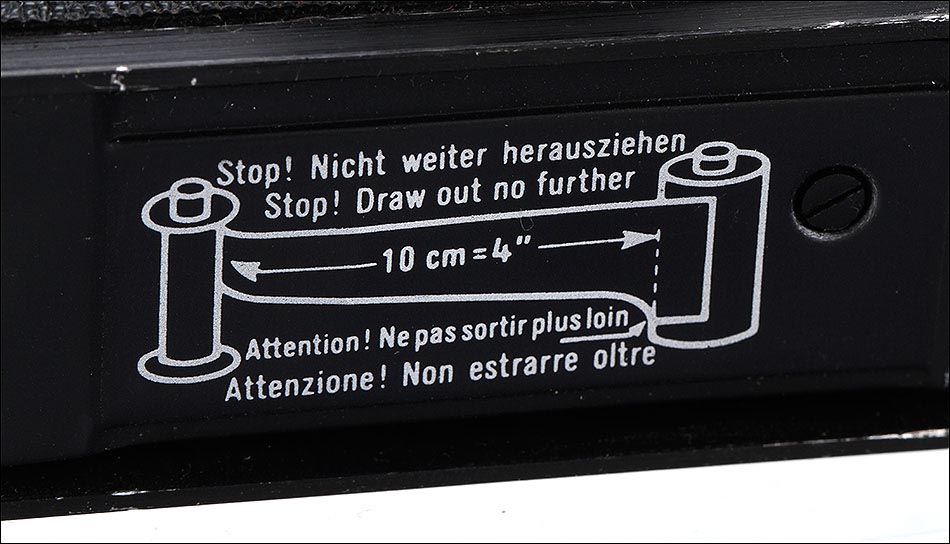 Stop! Nicht weiter herausziehen
Stop! Draw out no further
10 cm=4"
Attention! Ne pas sortir plus loin
Attenzione! Non estrarre oltre